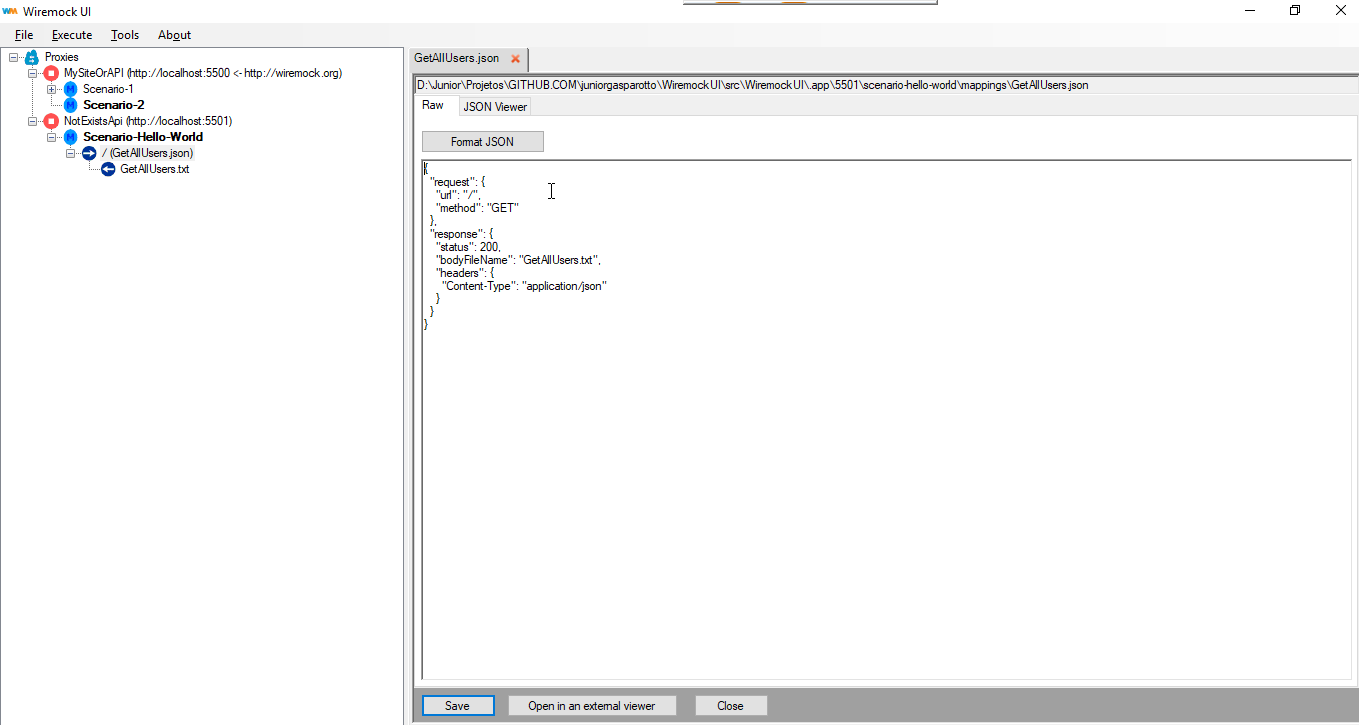 WM Wiremock UI
File Execute Tools About
Proxies
MySiteOrAPI (http://localhost:5500 <- http://wiremock.org)
M Scenario-1
M Scenario-2
NotExistsApi (http://localhost:5501)
M Scenario-Hello-World
/ (GetAllUsers.json)
GetAllUsers.txt
GetAllUsers.json
D:\Junior\Projetos\GITHUB.COM\juniorgasparotto\WiremockUI\src\WiremockUI\.app\5501\scenario-hello-world\mappings\GetAllUsers.json
Raw JSON Viewer
Format JSON
{
"request": {
"url": "/",
"method": "GET"
},
"response": {
"status": 200,
"bodyFileName": "GetAllUsers.txt",
"headers": {
"Content-Type": "application/json"
}
}
}
Save Open in an external viewer Close